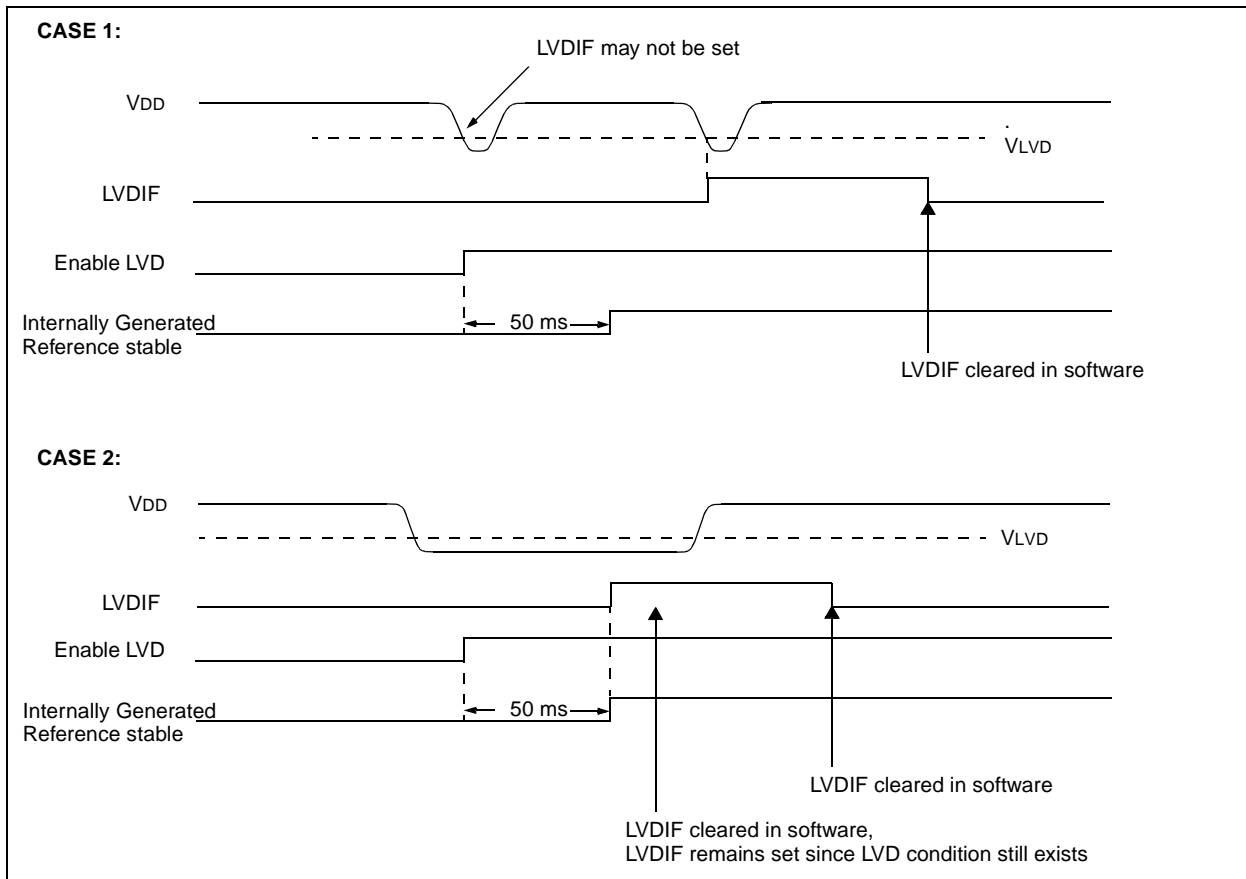 CASE 1:
LVDIF may not be set
VDD
VLVD
LVDIF
Enable LVD
50 ms
Internally Generated
Reference stable
LVDIF cleared in software
CASE 2:
VDD
VLVD
LVDIF
Enable LVD
50 ms
Internally Generated
Reference stable
LVDIF cleared in software
LVDIF cleared in software,
LVDIF remains set since LVD condition still exists